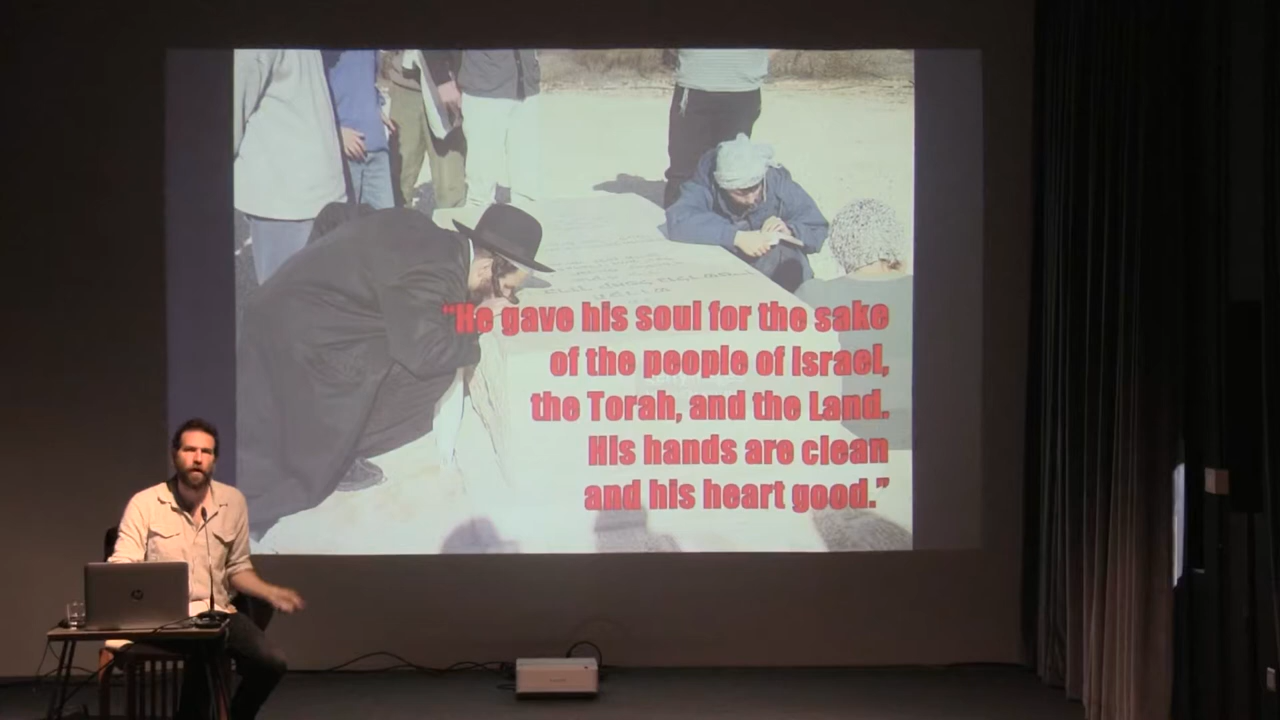 "He gave his soul for the sake
of the people of Israel,
the Torah, and the Land.
His hands are clean
and his heart good."
hp